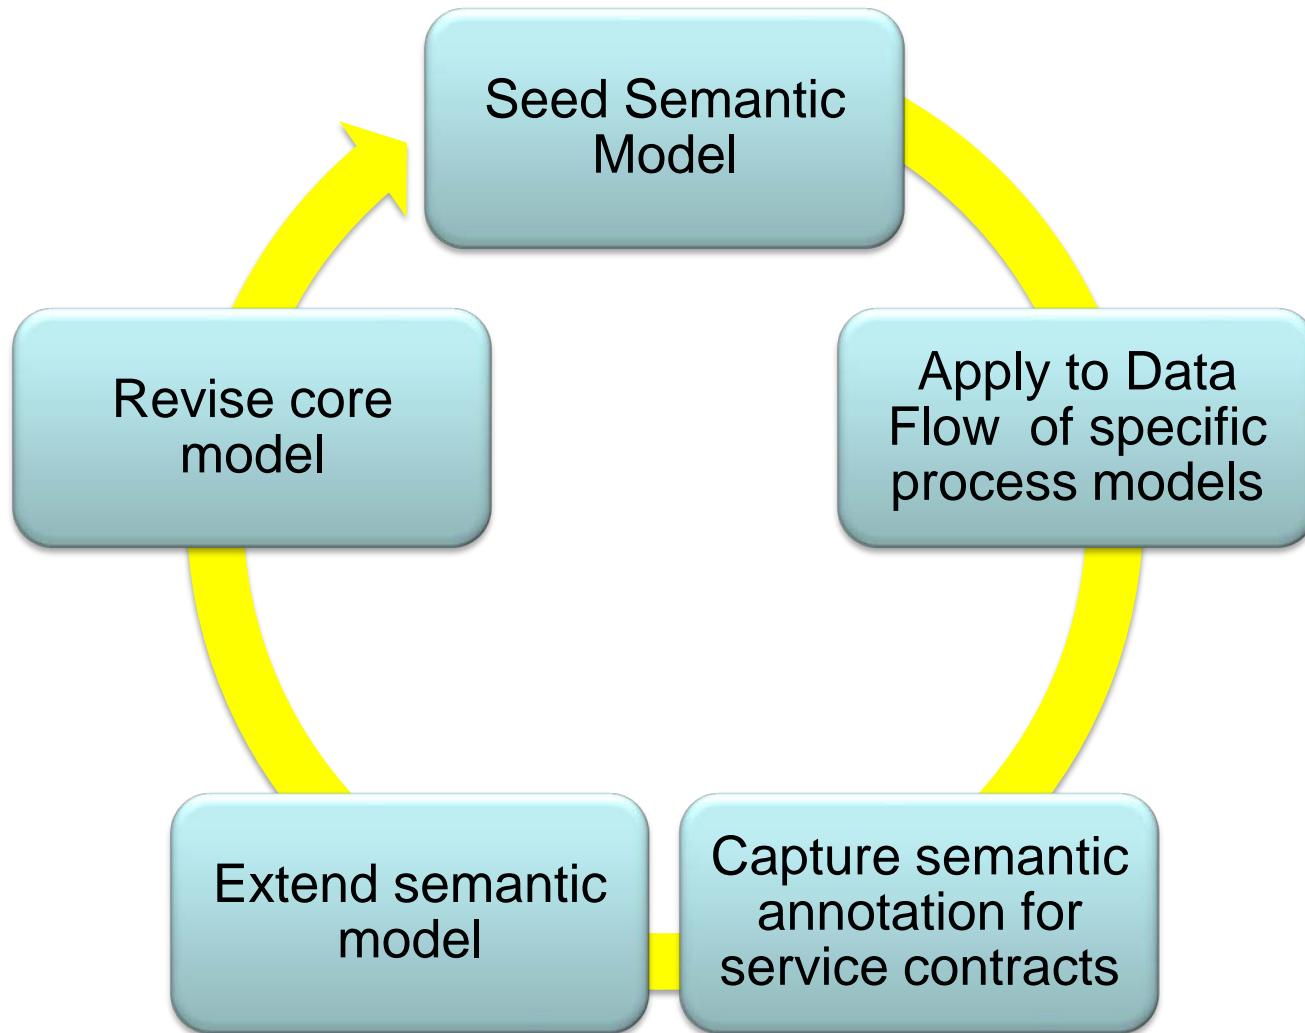 Seed Semantic
Model
Apply to Data
Flow  of specific
process models
Capture semantic
annotation for
service contracts
Extend semantic
model
Revise core
model